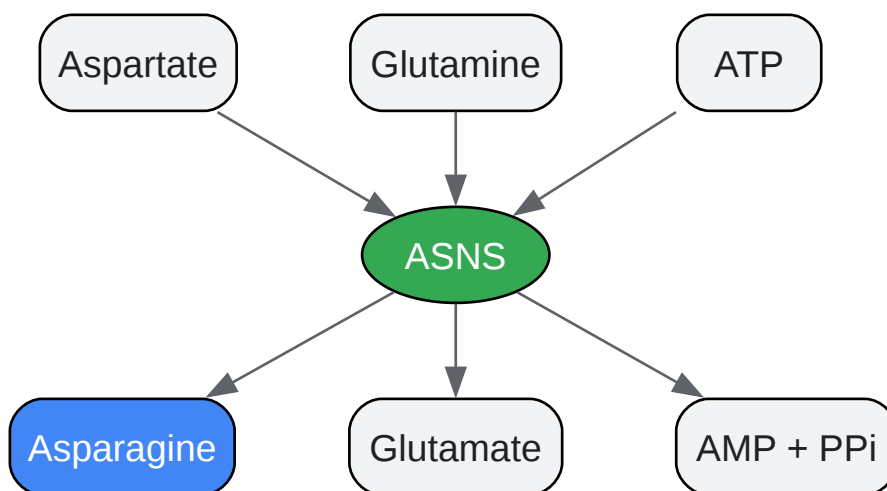 Aspartate
Glutamine
ATP
ASNS
Asparagine
Glutamate
AMP + PPi